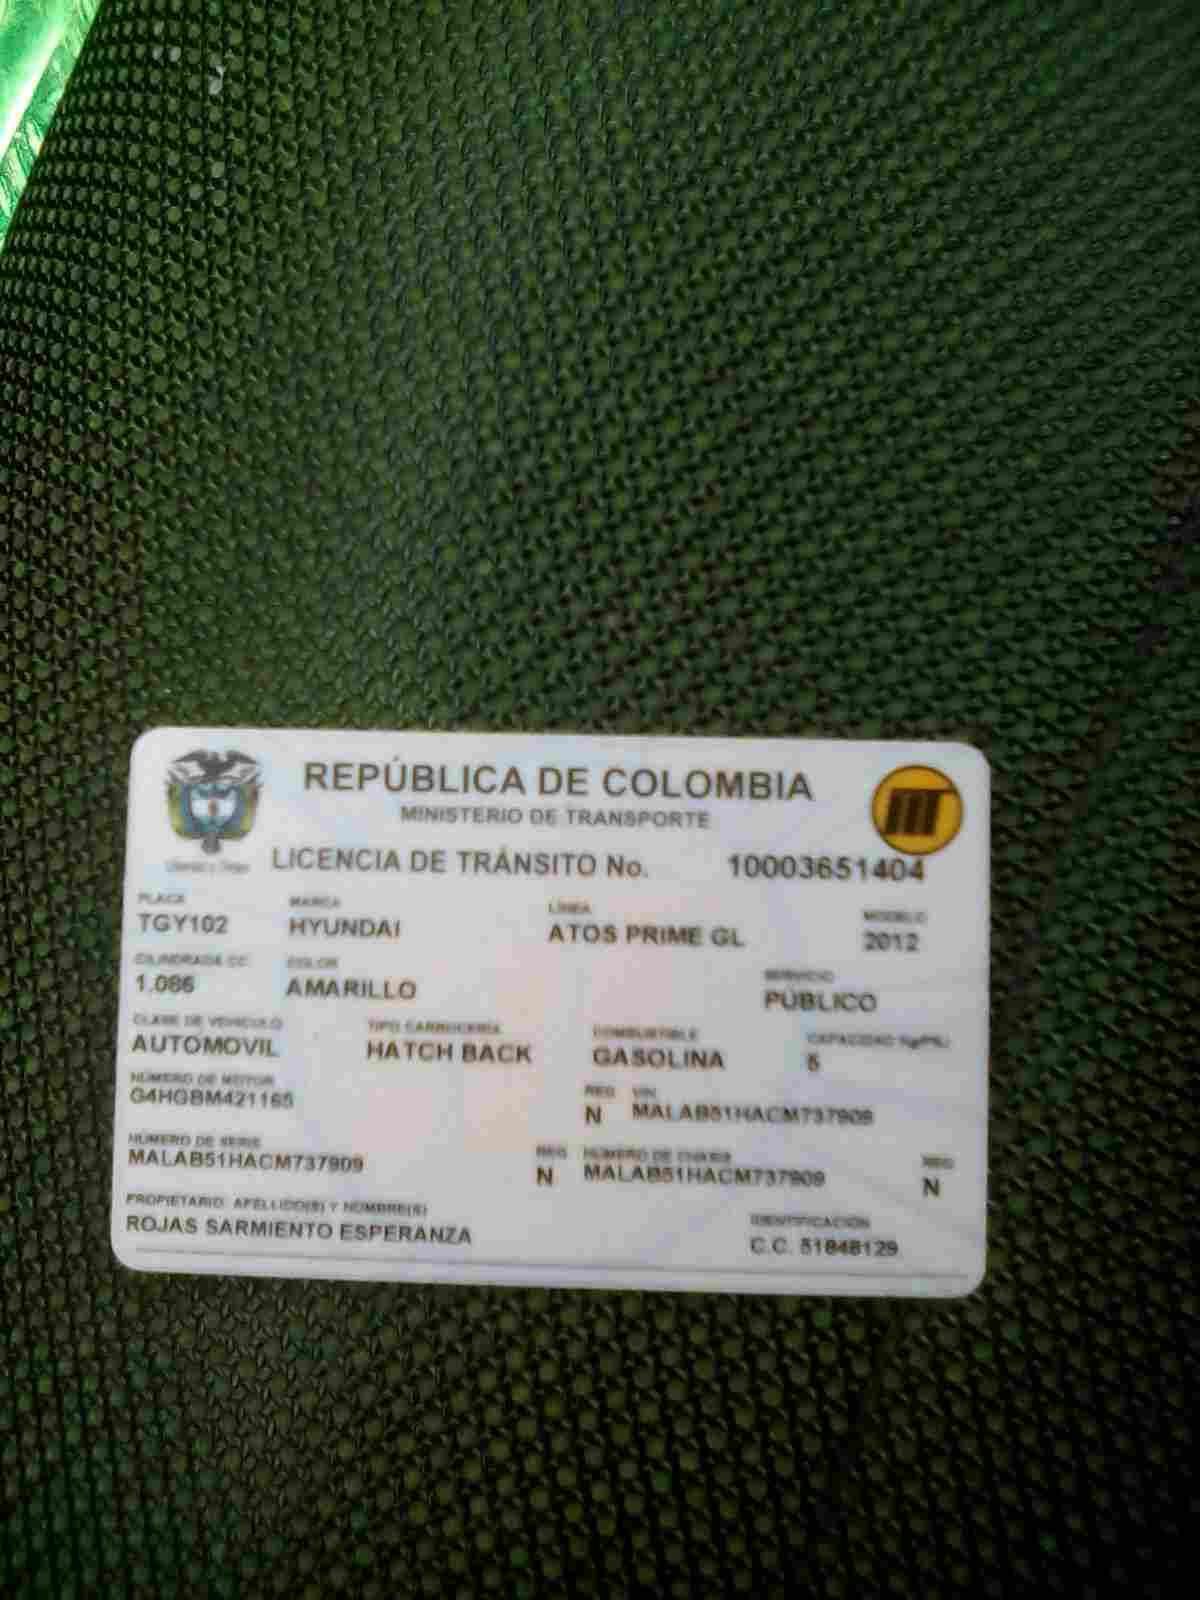 REPÚBLICA DE COLOMBIA
MINISTERIO DE TRANSPORTE
LICENCIA DE TRÁNSITO No. 10003651404
PLACA MARCA LÍNEA MODELO
TGY102 HYUNDAI ATOS PRIME GL 2012
CILINDRADA CC COLOR SERVICIO
1.086 AMARILLO PÚBLICO
CLASE DE VEHÍCULO TIPO CARROCERÍA COMBUSTIBLE CAPACIDAD Kg/PSJ
AUTOMOVIL HATCH BACK GASOLINA 5
NÚMERO DE MOTOR REG VIN
G4HGBM421165 N MALAB51HACM737909
NÚMERO DE SERIE REG NÚMERO DE CHASIS REG
MALAB51HACM737909 N MALAB51HACM737909 N
PROPIETARIO: APELLIDO(S) Y NOMBRE(S) IDENTIFICACIÓN
ROJAS SARMIENTO ESPERANZA C.C. 51848129